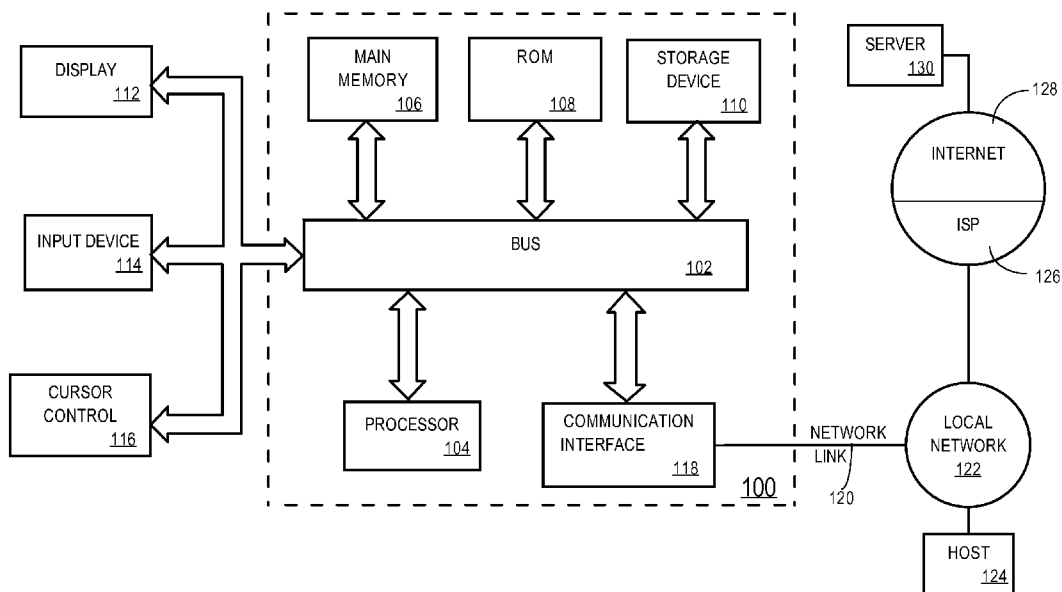 DISPLAY
112
INPUT DEVICE
114
CURSOR
CONTROL
116
MAIN
MEMORY
106
ROM
108
STORAGE
DEVICE
110
BUS
102
PROCESSOR
104
COMMUNICATION
INTERFACE
118
100
NETWORK
LINK
120
SERVER
130
128
INTERNET
ISP
126
LOCAL
NETWORK
122
HOST
124